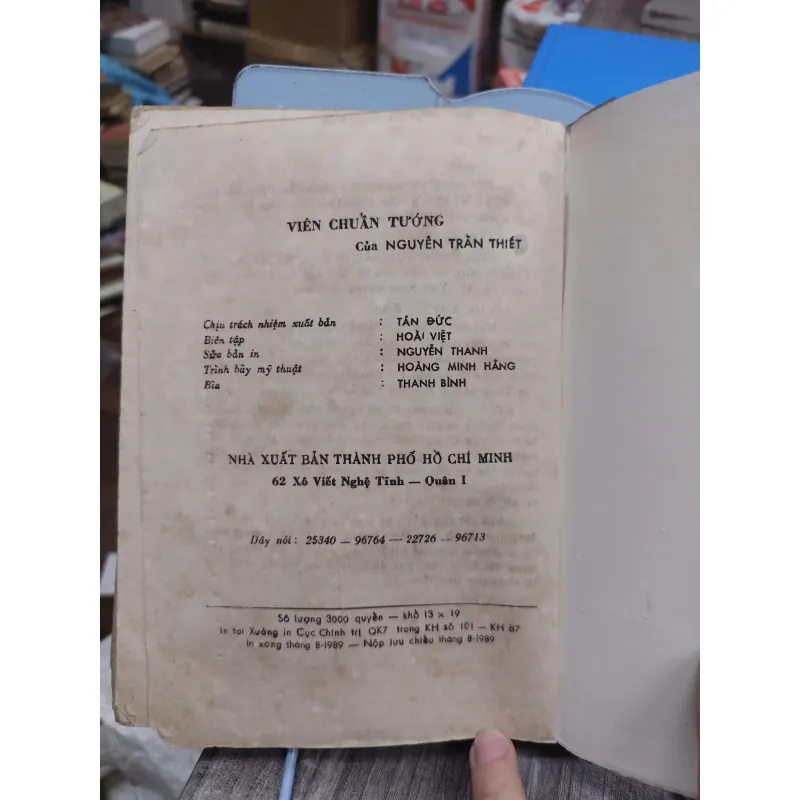 VIÊN CHUẨN TƯỚNG
Của NGUYỄN TRẦN THIẾT
Chịu trách nhiệm xuất bản : TÂN ĐỨC
Biên tập : HOÀI VIỆT
Sửa bản in : NGUYỄN THANH
Trình bầy mỹ thuật : HOÀNG MINH HẰNG
Bìa : THANH BÌNH
NHÀ XUẤT BẢN THÀNH PHỐ HỒ CHÍ MINH
62 Xô Viết Nghệ Tĩnh — Quân I
Dây nói : 25340 — 96764 — 22726 — 96713
Số lượng 3000 quyển — khổ 13 x 19
In tại Xưởng in Cục Chính trị QK7 trong KH số 101 — KH 87
In xong tháng 8-1989 — Nộp lưu chiểu tháng 8-1989